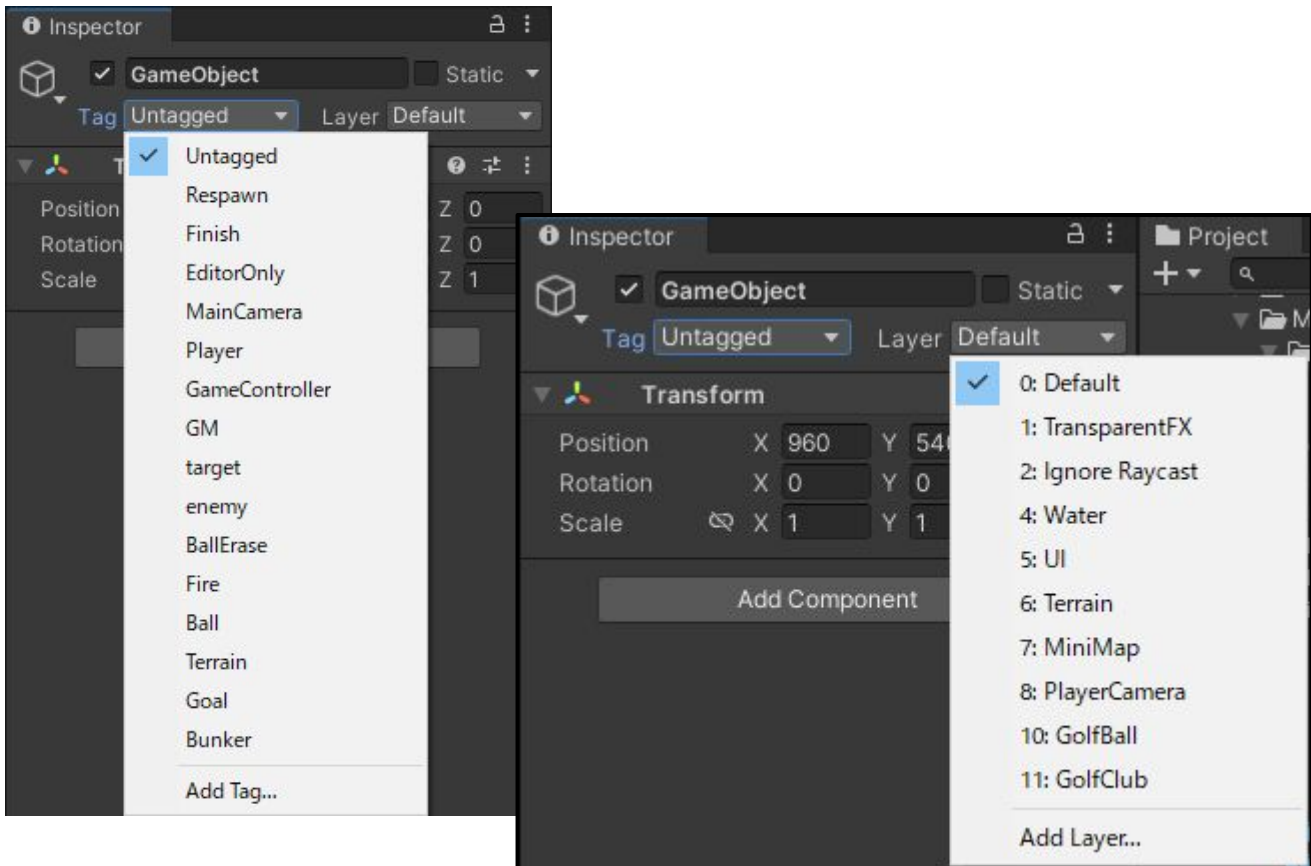 Inspector
GameObject
Static
Tag Untagged Layer Default
Untagged
Respawn
Finish
EditorOnly
MainCamera
Player
GameController
GM
target
enemy
BallErase
Fire
Ball
Terrain
Goal
Bunker
Add Tag...
Position Z 0
Rotation Z 0
Scale Z 1
Inspector
GameObject
Static
Tag Untagged Layer Default
Transform
Position X 960 Y
Rotation X 0 Y 0
Scale X 1 Y 1
Add Component
0: Default
1: TransparentFX
2: Ignore Raycast
4: Water
5: UI
6: Terrain
7: MiniMap
8: PlayerCamera
10: GolfBall
11: GolfClub
Add Layer...
Project